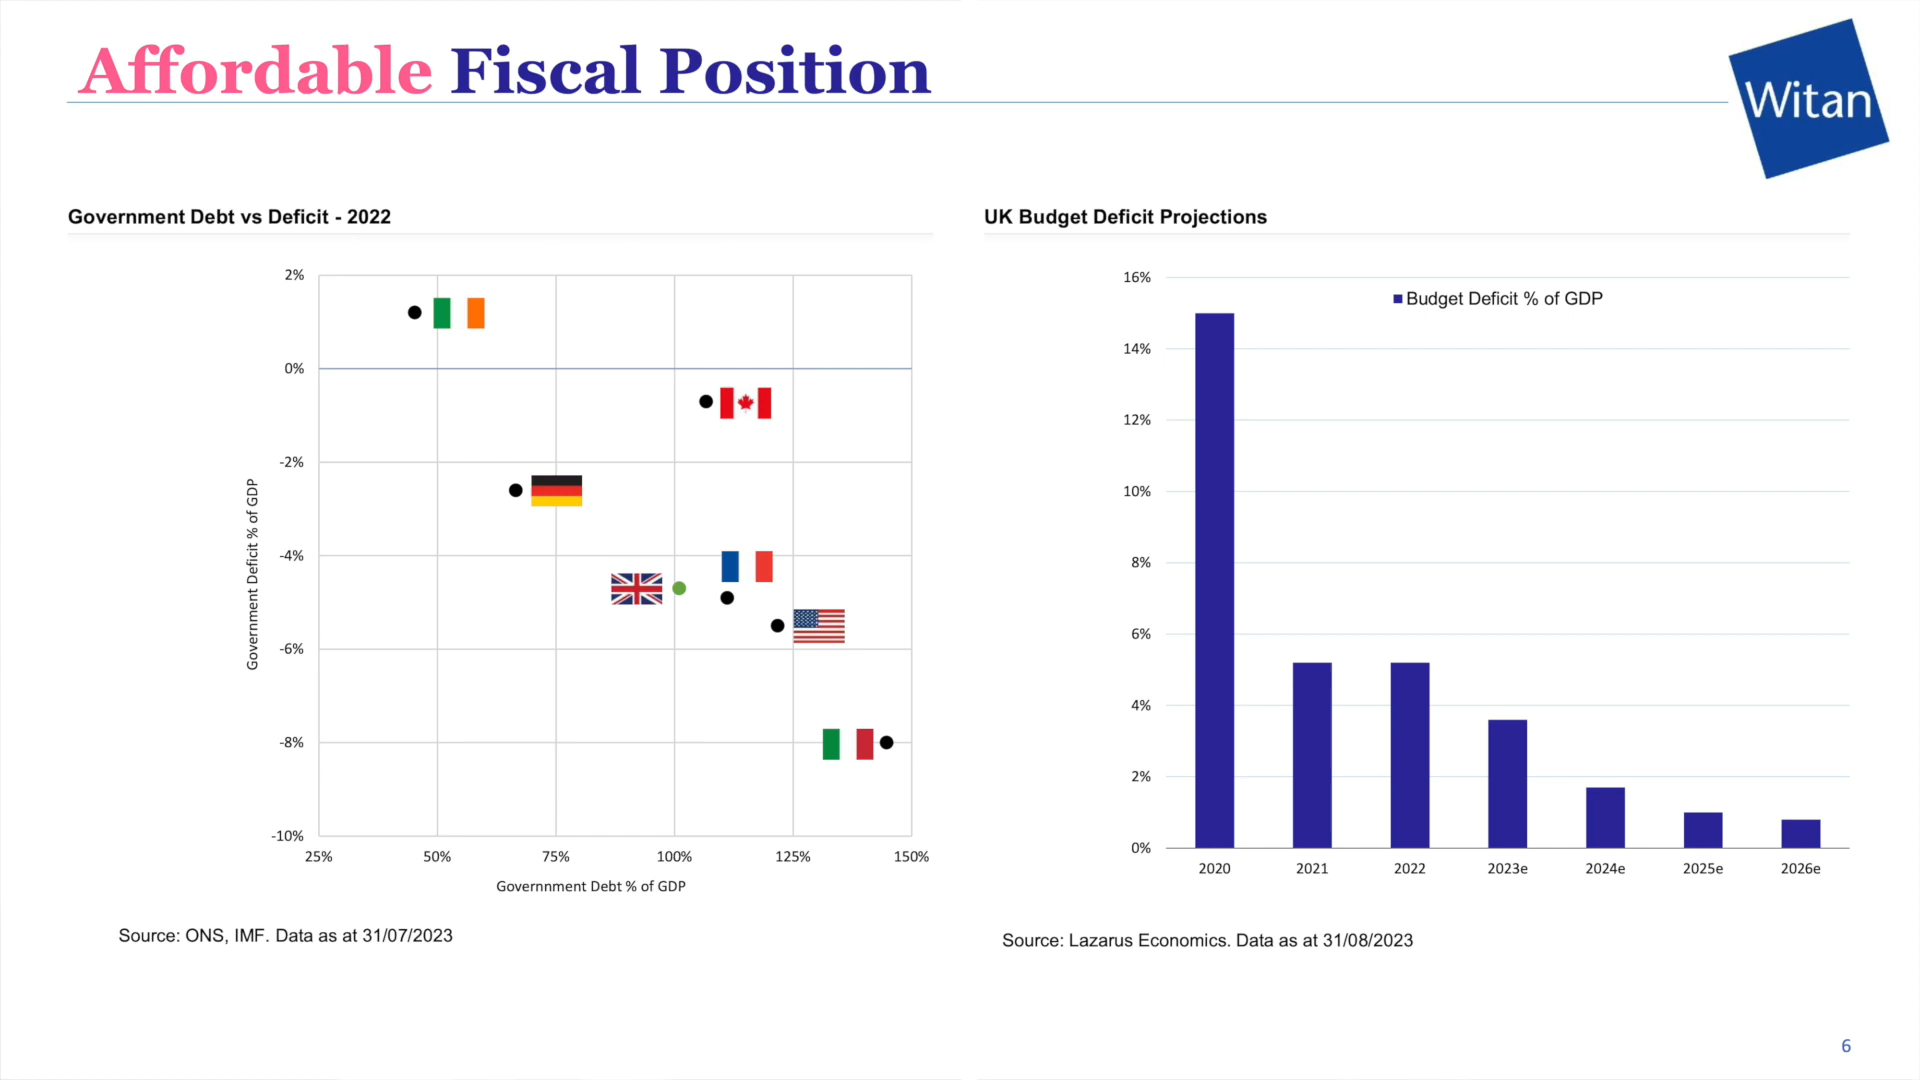 Affordable Fiscal Position
Witan
Government Debt vs Deficit - 2022
2%
0%
-2%
-4%
-6%
-8%
-10%
Government Deficit % of GDP
25% 50% 75% 100% 125% 150%
Governnment Debt % of GDP
Source: ONS, IMF. Data as at 31/07/2023
UK Budget Deficit Projections
Budget Deficit % of GDP
16%
14%
12%
10%
8%
6%
4%
2%
0%
2020 2021 2022 2023e 2024e 2025e 2026e
Source: Lazarus Economics. Data as at 31/08/2023
6